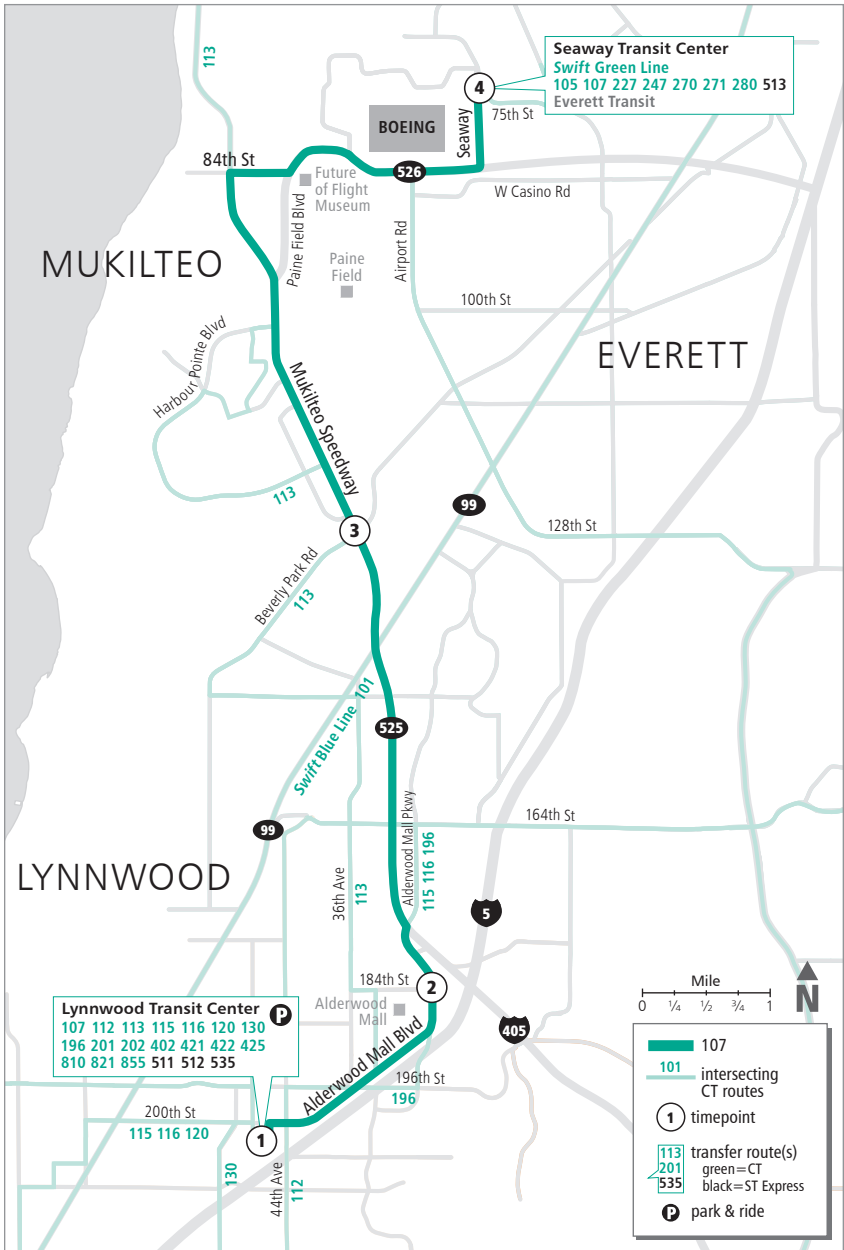 113
Seaway Transit Center
Swift Green Line
105 107 227 247 270 271 280 513
Everett Transit
4
75th St
BOEING
Seaway
84th St
526
Future
of Flight
Museum
W Casino Rd
Paine Field Blvd
Airport Rd
MUKILTEO
Paine
Field
100th St
EVERETT
Harbour Pointe Blvd
Mukilteo Speedway
113
99
3
128th St
Beverly Park Rd
113
Swift Blue Line 101
525
164th St
99
Alderwood Mall Pkwy
115 116 196
LYNNWOOD
36th Ave
113
5
184th St
2
Alderwood
Mall
Mile
0 ¼ ½ ¾ 1
N
Lynnwood Transit Center
P
107 112 113 115 116 120 130
196 201 202 402 421 422 425
810 821 855 511 512 535
405
Alderwood Mall Blvd
196th St
196
200th St
115 116 120
1
130
44th Ave
112
107
101
intersecting
CT routes
1 timepoint
113
201
535
transfer route(s)
green=CT
black=ST Express
P park & ride